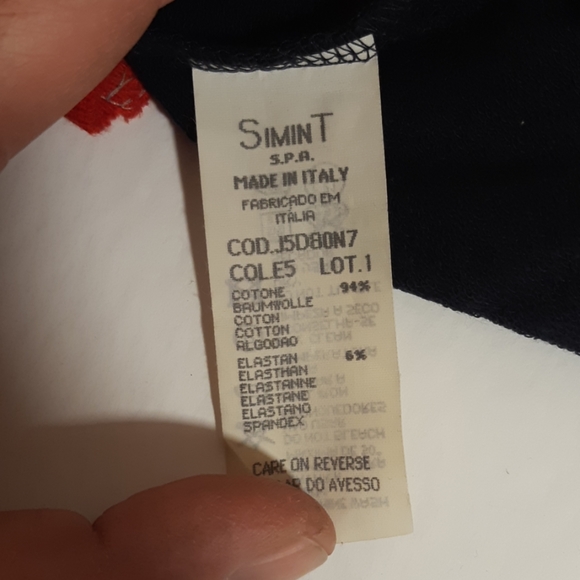 SIMINT
S.P.A.
MADE IN ITALY
FABRICADO EM
ITALIA
COD.J5D80N7
COL.E5 LOT.1
COTONE 94%
BAUMWOLLE
COTON
COTTON
ALGODAO
ELASTAN 6%
ELASTHAN
ELASTHANNE
ELASTANE
ELASTANO
SPANDEX
CARE ON REVERSE
DO AVESSO